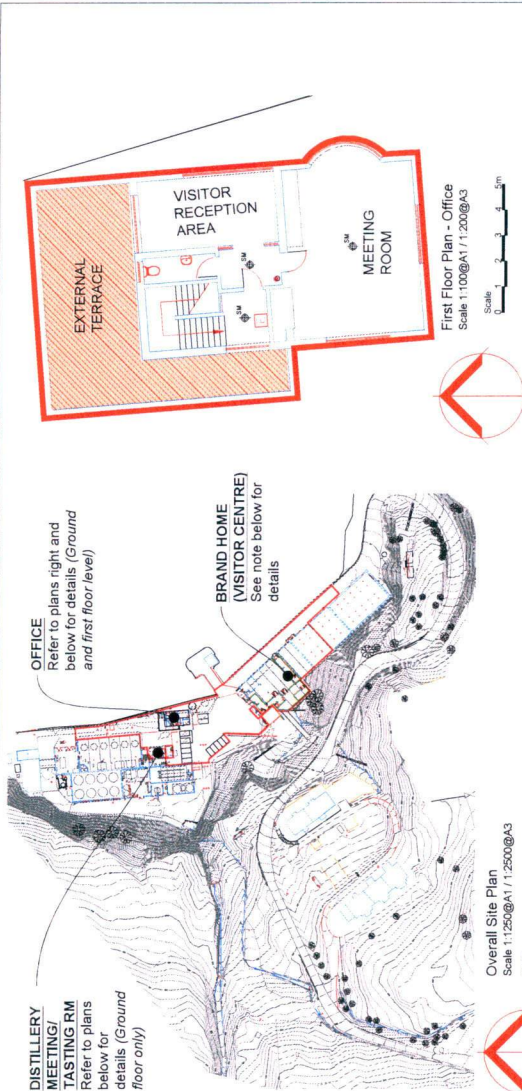 DISTILLERY
MEETING/
TASTING RM
Refer to plans
below for
details (Ground
floor only)
OFFICE
Refer to plans right and
below for details (Ground
and first floor level)
BRAND HOME
(VISITOR CENTRE)
See note below for
details
Overall Site Plan
Scale 1:1250@A1 / 1:2500@A3
EXTERNAL
TERRACE
VISITOR
RECEPTION
AREA
SM
SM
SM
MEETING
ROOM
First Floor Plan - Office
Scale 1:100@A1 / 1:200@A3
Scale
0 1 2 3 4 5m